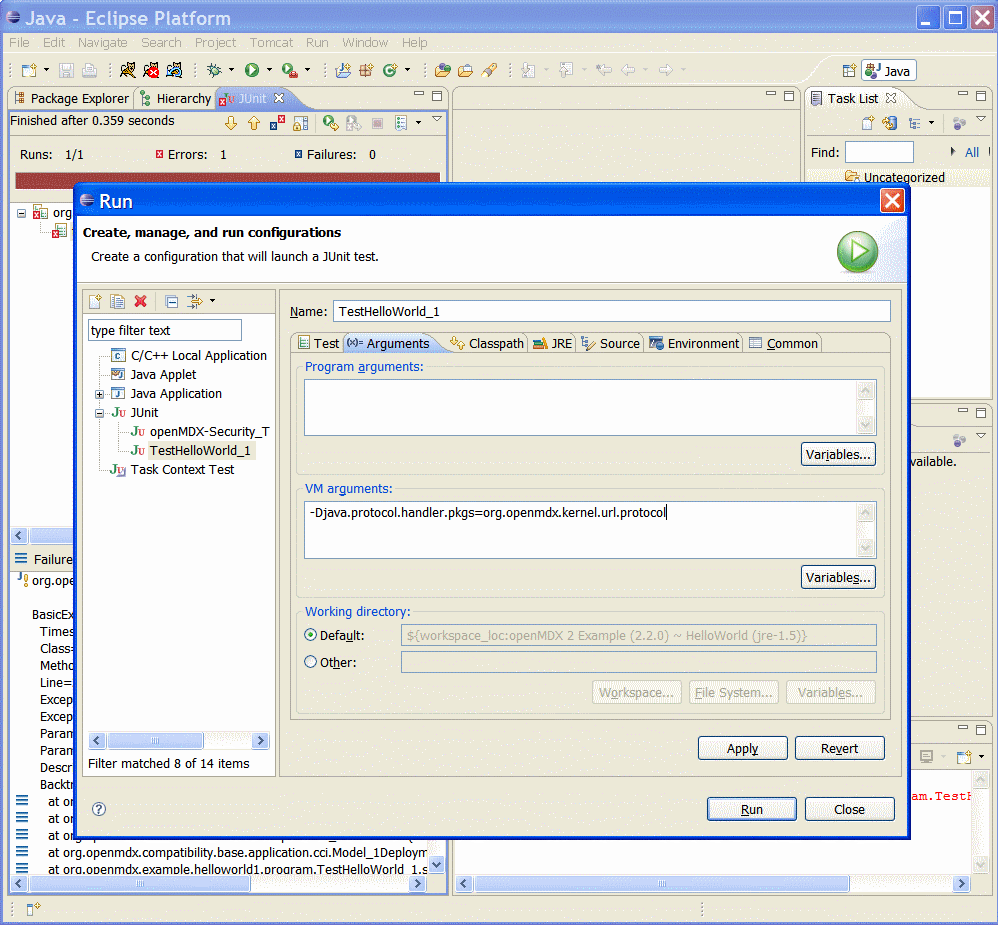 Java - Eclipse Platform
File Edit Navigate Search Project Tomcat Run Window Help
Java
Package Explorer Hierarchy JUnit
Task List
Finished after 0.359 seconds
Runs: 1/1 Errors: 1 Failures: 0
Find: All
Uncategorized
org
Run
Create, manage, and run configurations
Create a configuration that will launch a JUnit test.
type filter text
C/C++ Local Application
Java Applet
Java Application
JUnit
openMDX-Security_T
TestHelloWorld_1
Task Context Test
Filter matched 8 of 14 items
Name: TestHelloWorld_1
Test Arguments Classpath JRE Source Environment Common
Program arguments:
Variables...
VM arguments:
-Djava.protocol.handler.pkgs=org.openmdx.kernel.url.protocol
Variables...
Working directory:
Default: ${workspace_loc:openMDX 2 Example (2.2.0) ~ HelloWorld (jre-1.5)}
Other:
Workspace... File System... Variables...
Apply Revert
Run Close
vailable.
Failure
org.ope
BasicEx
Times
Class=
Metho
Line=
Excep
Excep
Param
Param
Descr
Backtr
at or
at or
at org
at org.openmdx.compatibility.base.application.cci.Model_1Deploym
at org.openmdx.example.helloworld1.program.TestHelloWorld_1.s
am.TestH